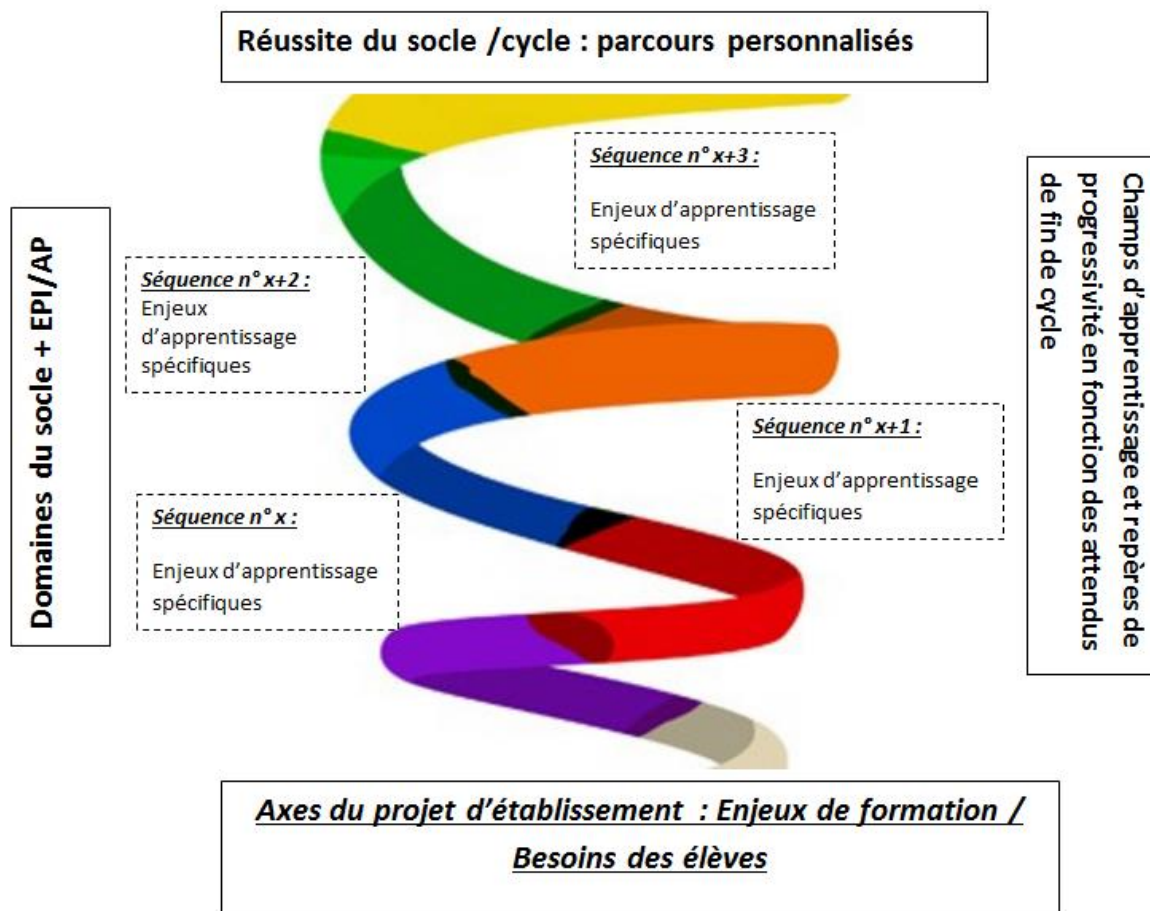 Réussite du socle /cycle : parcours personnalisés
Séquence n° x+3 :
Enjeux d'apprentissage
spécifiques
Champs d'apprentissage et repères de
progressivité en fonction des attendus
de fin de cycle
Domaines du socle + EPI/AP
Séquence n° x+2 :
Enjeux
d'apprentissage
spécifiques
Séquence n° x+1 :
Enjeux d'apprentissage
spécifiques
Séquence n° x :
Enjeux d'apprentissage
spécifiques
Axes du projet d'établissement : Enjeux de formation /
Besoins des élèves